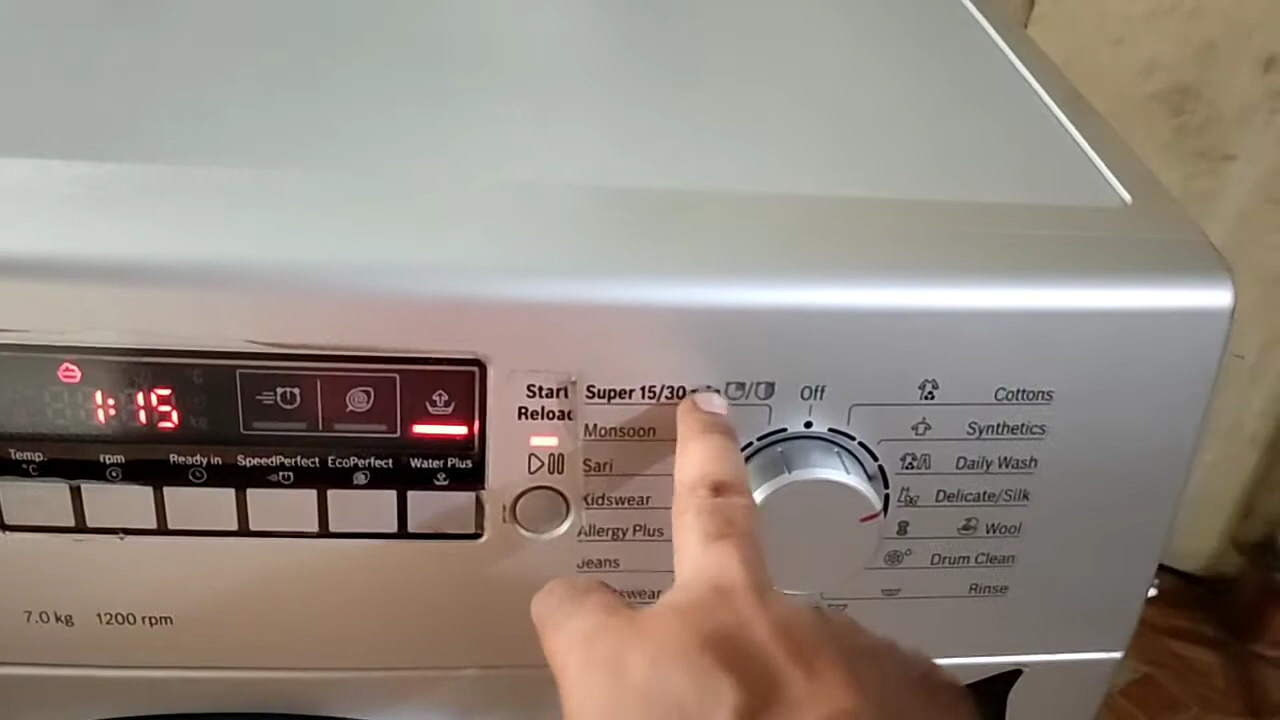 1:15
Temp.
°C
rpm
Ready in
SpeedPerfect
EcoPerfect
Water Plus
7.0 kg 1200 rpm
Start
Reload
Super 15/30
Monsoon
Sari
Kidswear
Allergy Plus
Jeans
Off
Cottons
Synthetics
Daily Wash
Delicate/Silk
Wool
Drum Clean
Rinse